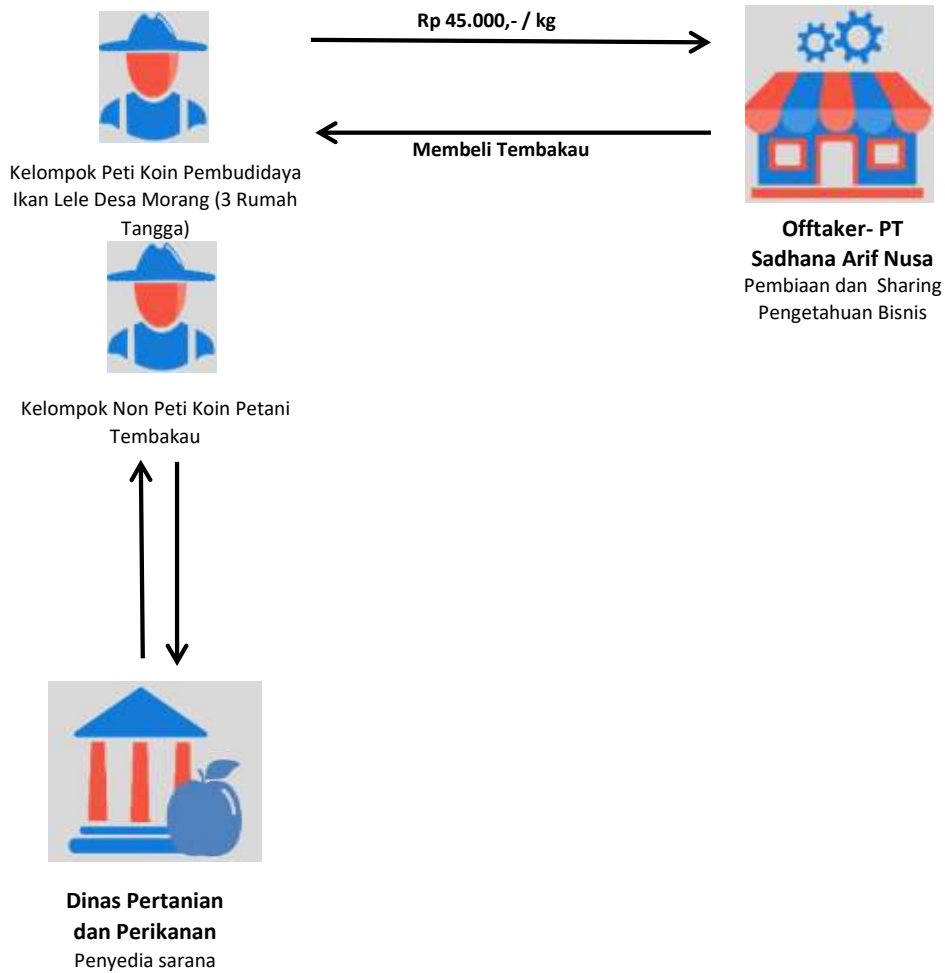 Rp 45.000,- / kg
Membeli Tembakau
Kelompok Peti Koin Pembudidaya
Ikan Lele Desa Morang (3 Rumah
Tangga)
Offtaker- PT
Sadhana Arif Nusa
Pembiaan dan Sharing
Pengetahuan Bisnis
Kelompok Non Peti Koin Petani
Tembakau
Dinas Pertanian
dan Perikanan
Penyedia sarana